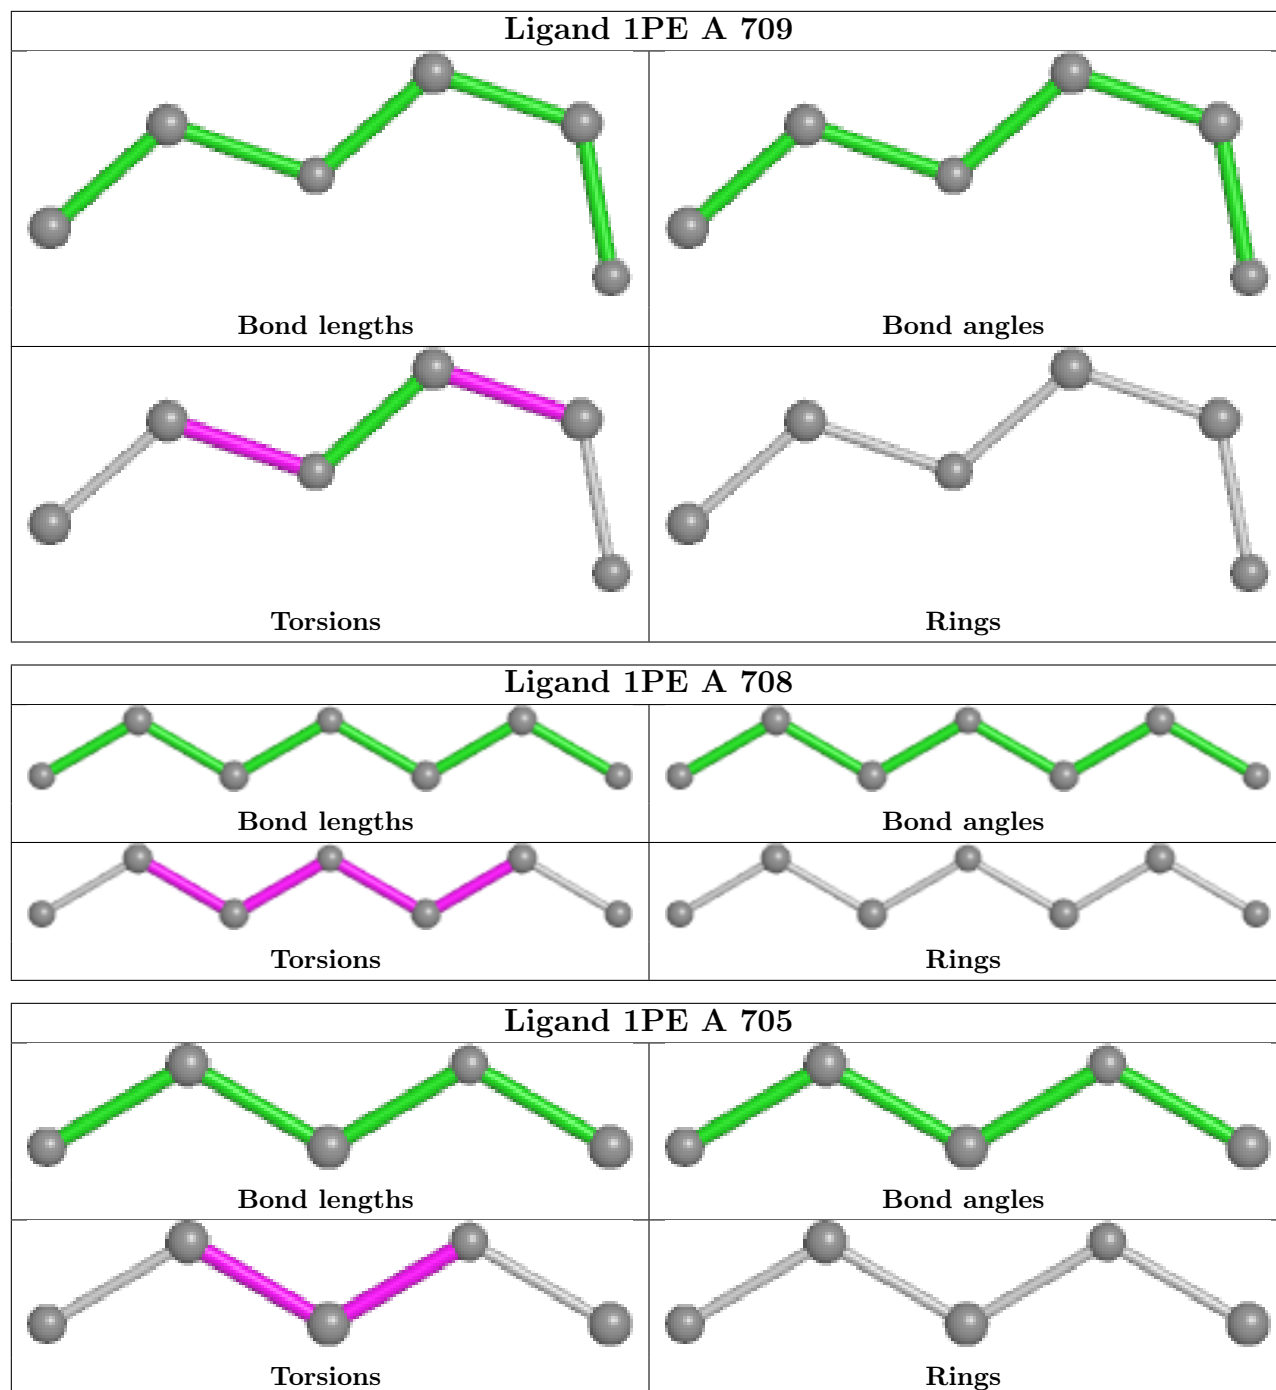 Ligand 1PE A 709
Bond lengths
Bond angles
Torsions
Rings
Ligand 1PE A 708
Bond lengths
Bond angles
Torsions
Rings
Ligand 1PE A 705
Bond lengths
Bond angles
Torsions
Rings